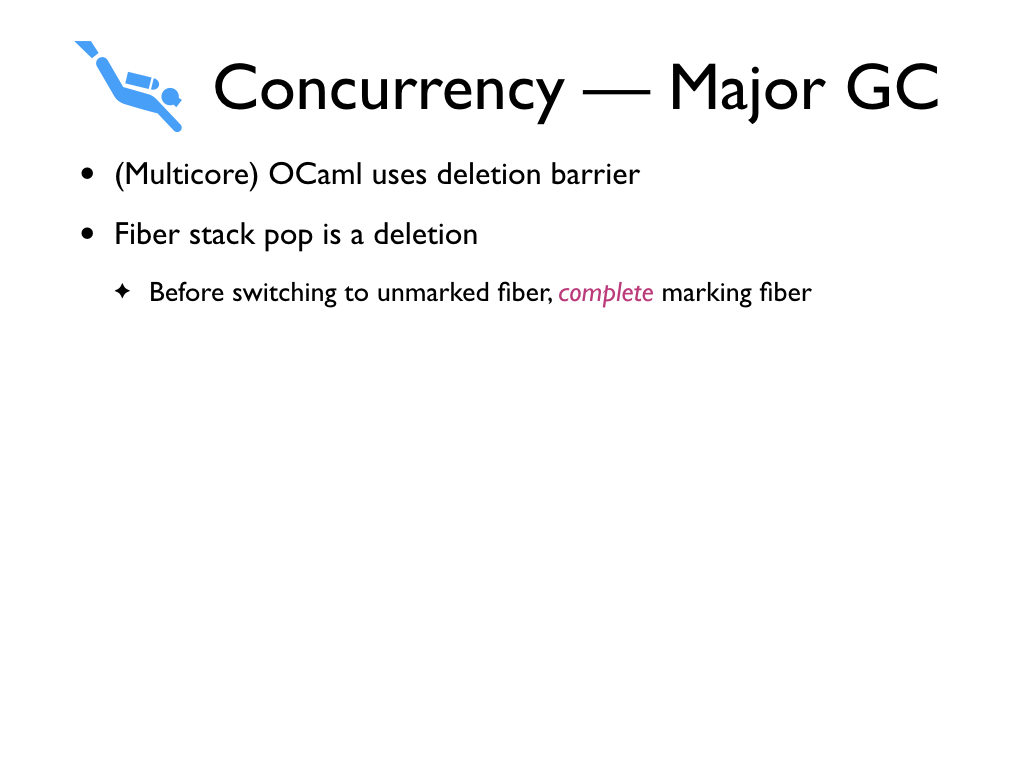 Concurrency — Major GC
• (Multicore) OCaml uses deletion barrier
• Fiber stack pop is a deletion
✦ Before switching to unmarked fiber, complete marking fiber